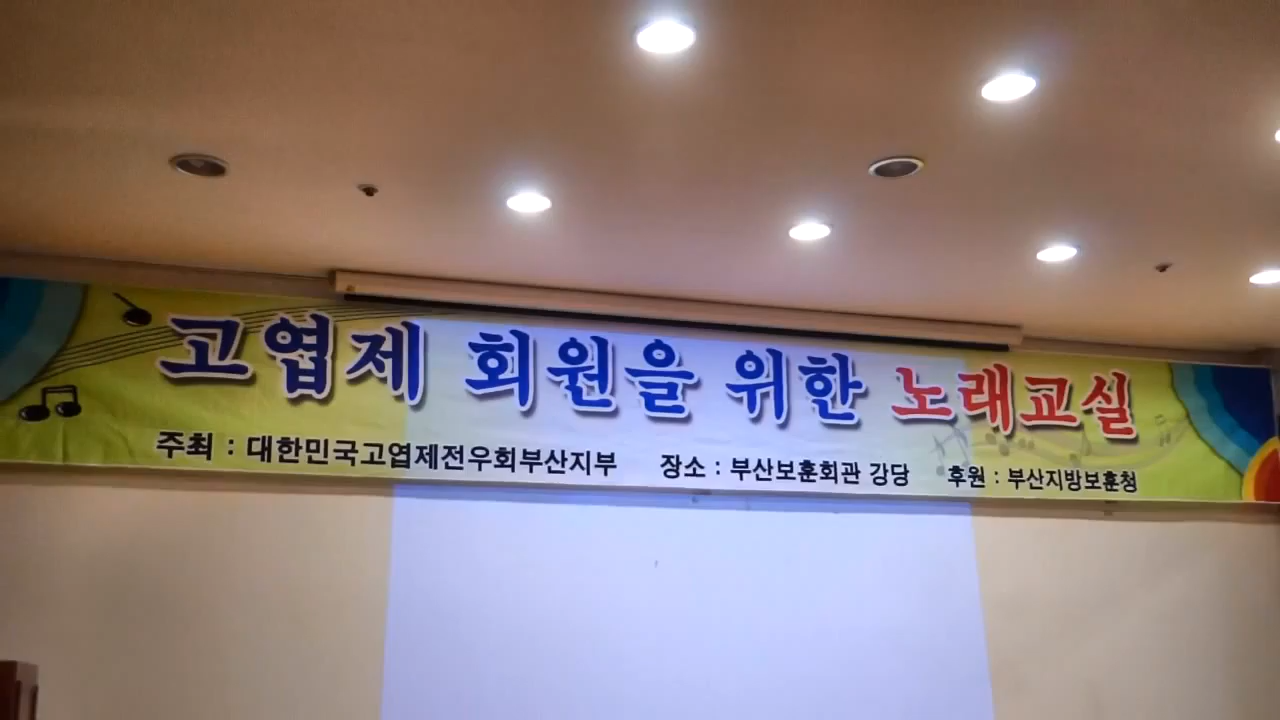 고엽제 회원을 위한 노래교실
주최 : 대한민국고엽제전우회부산지부 장소 : 부산보훈회관 강당 후원 : 부산지방보훈청